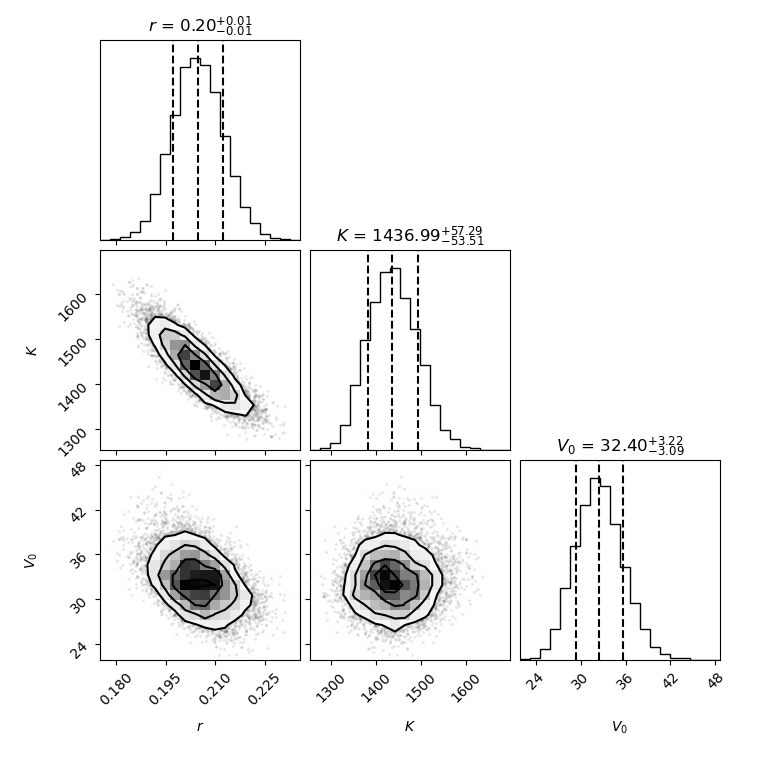 r = 0.20+0.01−0.01
K = 1436.99+57.29−53.51
1600
1500
1400
1300
K
V0 = 32.40+3.22−3.09
48
42
36
30
24
V0
0.180 0.195 0.210 0.225
1300 1400 1500 1600
24 30 36 42 48
r K V0